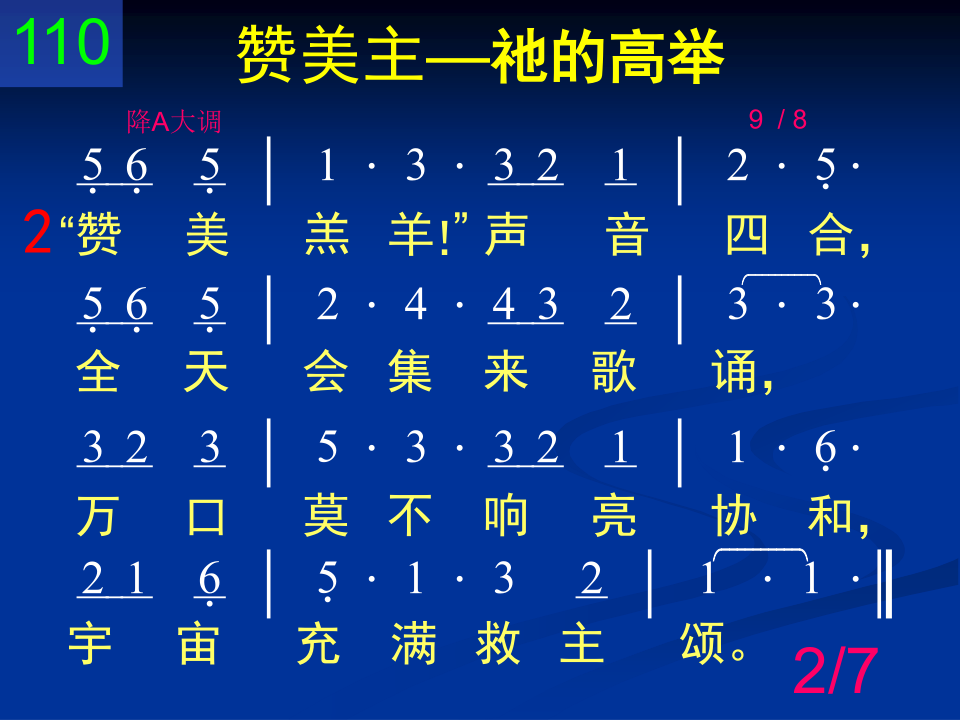 110
赞美主—祂的高举
降A大调 9 / 8
5 6 5 | 1 · 3 · 3 2 1 | 2 · 5 ·
2 “赞 美 羔 羊!” 声 音 四 合，
5 6 5 | 2 · 4 · 4 3 2 | 3 · 3 ·
全 天 会 集 来 歌 诵，
3 2 3 | 5 · 3 · 3 2 1 | 1 · 6 ·
万 口 莫 不 响 亮 协 和，
2 1 6 | 5 · 1 · 3 2 | 1 · 1 · ‖
宇 宙 充 满 救 主 颂。
2/7